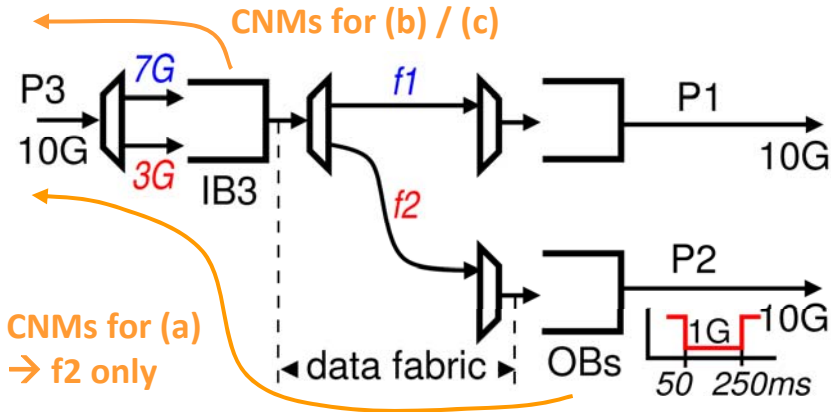 CNMs for (b) / (c)
P3
10G
7G
3G
IB3
f1
f2
P1
10G
P2
10G
1G
50 250ms
OBs
data fabric
CNMs for (a)
→ f2 only